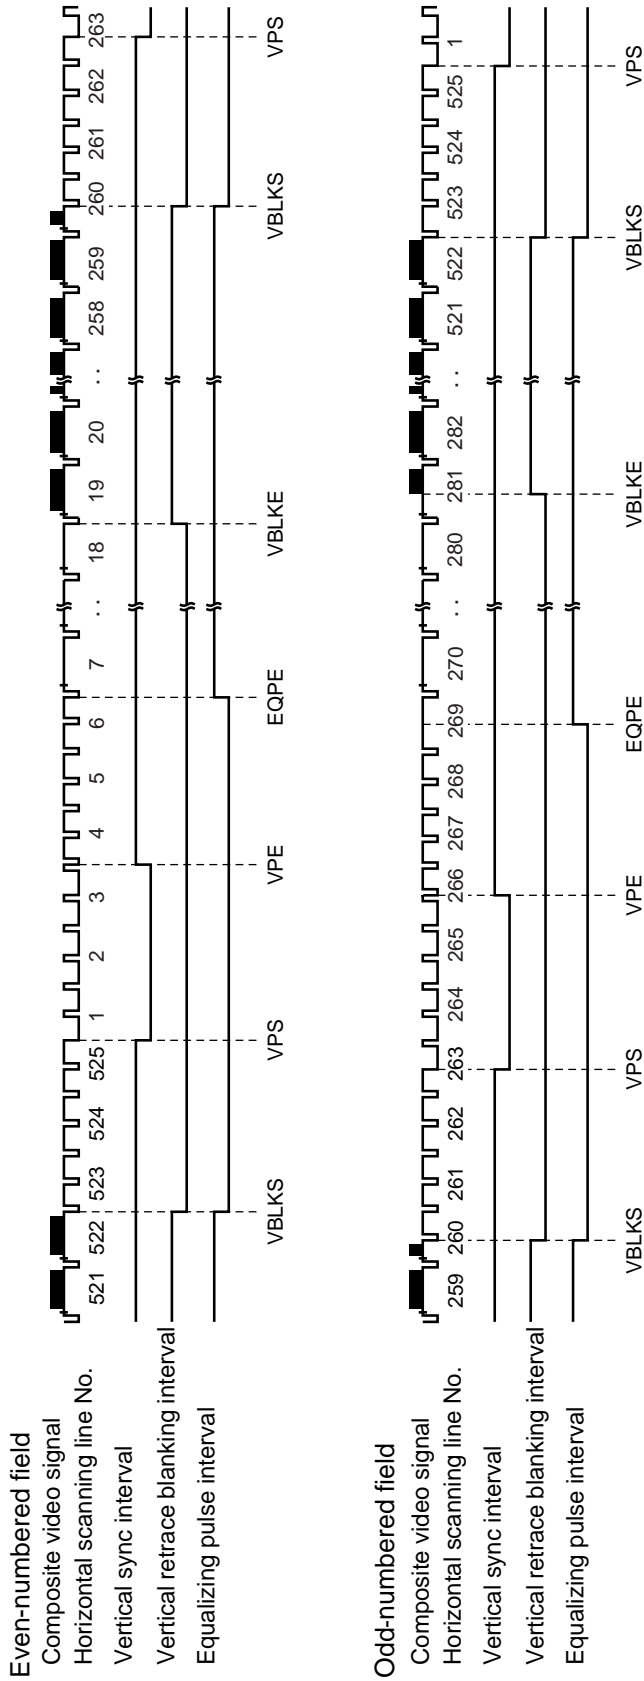 Even-numbered field
Composite video signal
Horizontal scanning line No. 521 522 523 524 525 1 2 3 4 5 6 7 · · 18 19 20 · · 258 259 260 261 262 263
Vertical sync interval
Vertical retrace blanking interval
Equalizing pulse interval
VBLKS VPS VPE EQPE VBLKE VBLKS VPS
Odd-numbered field
Composite video signal
Horizontal scanning line No. 259 260 261 262 263 264 265 266 267 268 269 270 · · 280 281 282 · · 521 522 523 524 525 1
Vertical sync interval
Vertical retrace blanking interval
Equalizing pulse interval
VBLKS VPS VPE EQPE VBLKE VBLKS VPS